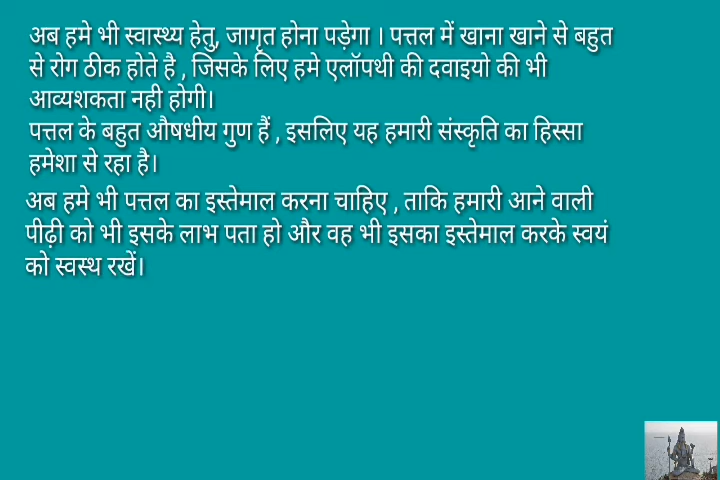 अब हमे भी स्वास्थ्य हेतु, जागृत होना पड़ेगा । पत्तल में खाना खाने से बहुत
से रोग ठीक होते है , जिसके लिए हमे एलॉपथी की दवाइयो की भी
आव्यशकता नही होगी।
पत्तल के बहुत औषधीय गुण हैं , इसलिए यह हमारी संस्कृति का हिस्सा
हमेशा से रहा है।
अब हमे भी पत्तल का इस्तेमाल करना चाहिए , ताकि हमारी आने वाली
पीढ़ी को भी इसके लाभ पता हो और वह भी इसका इस्तेमाल करके स्वयं
को स्वस्थ रखें।